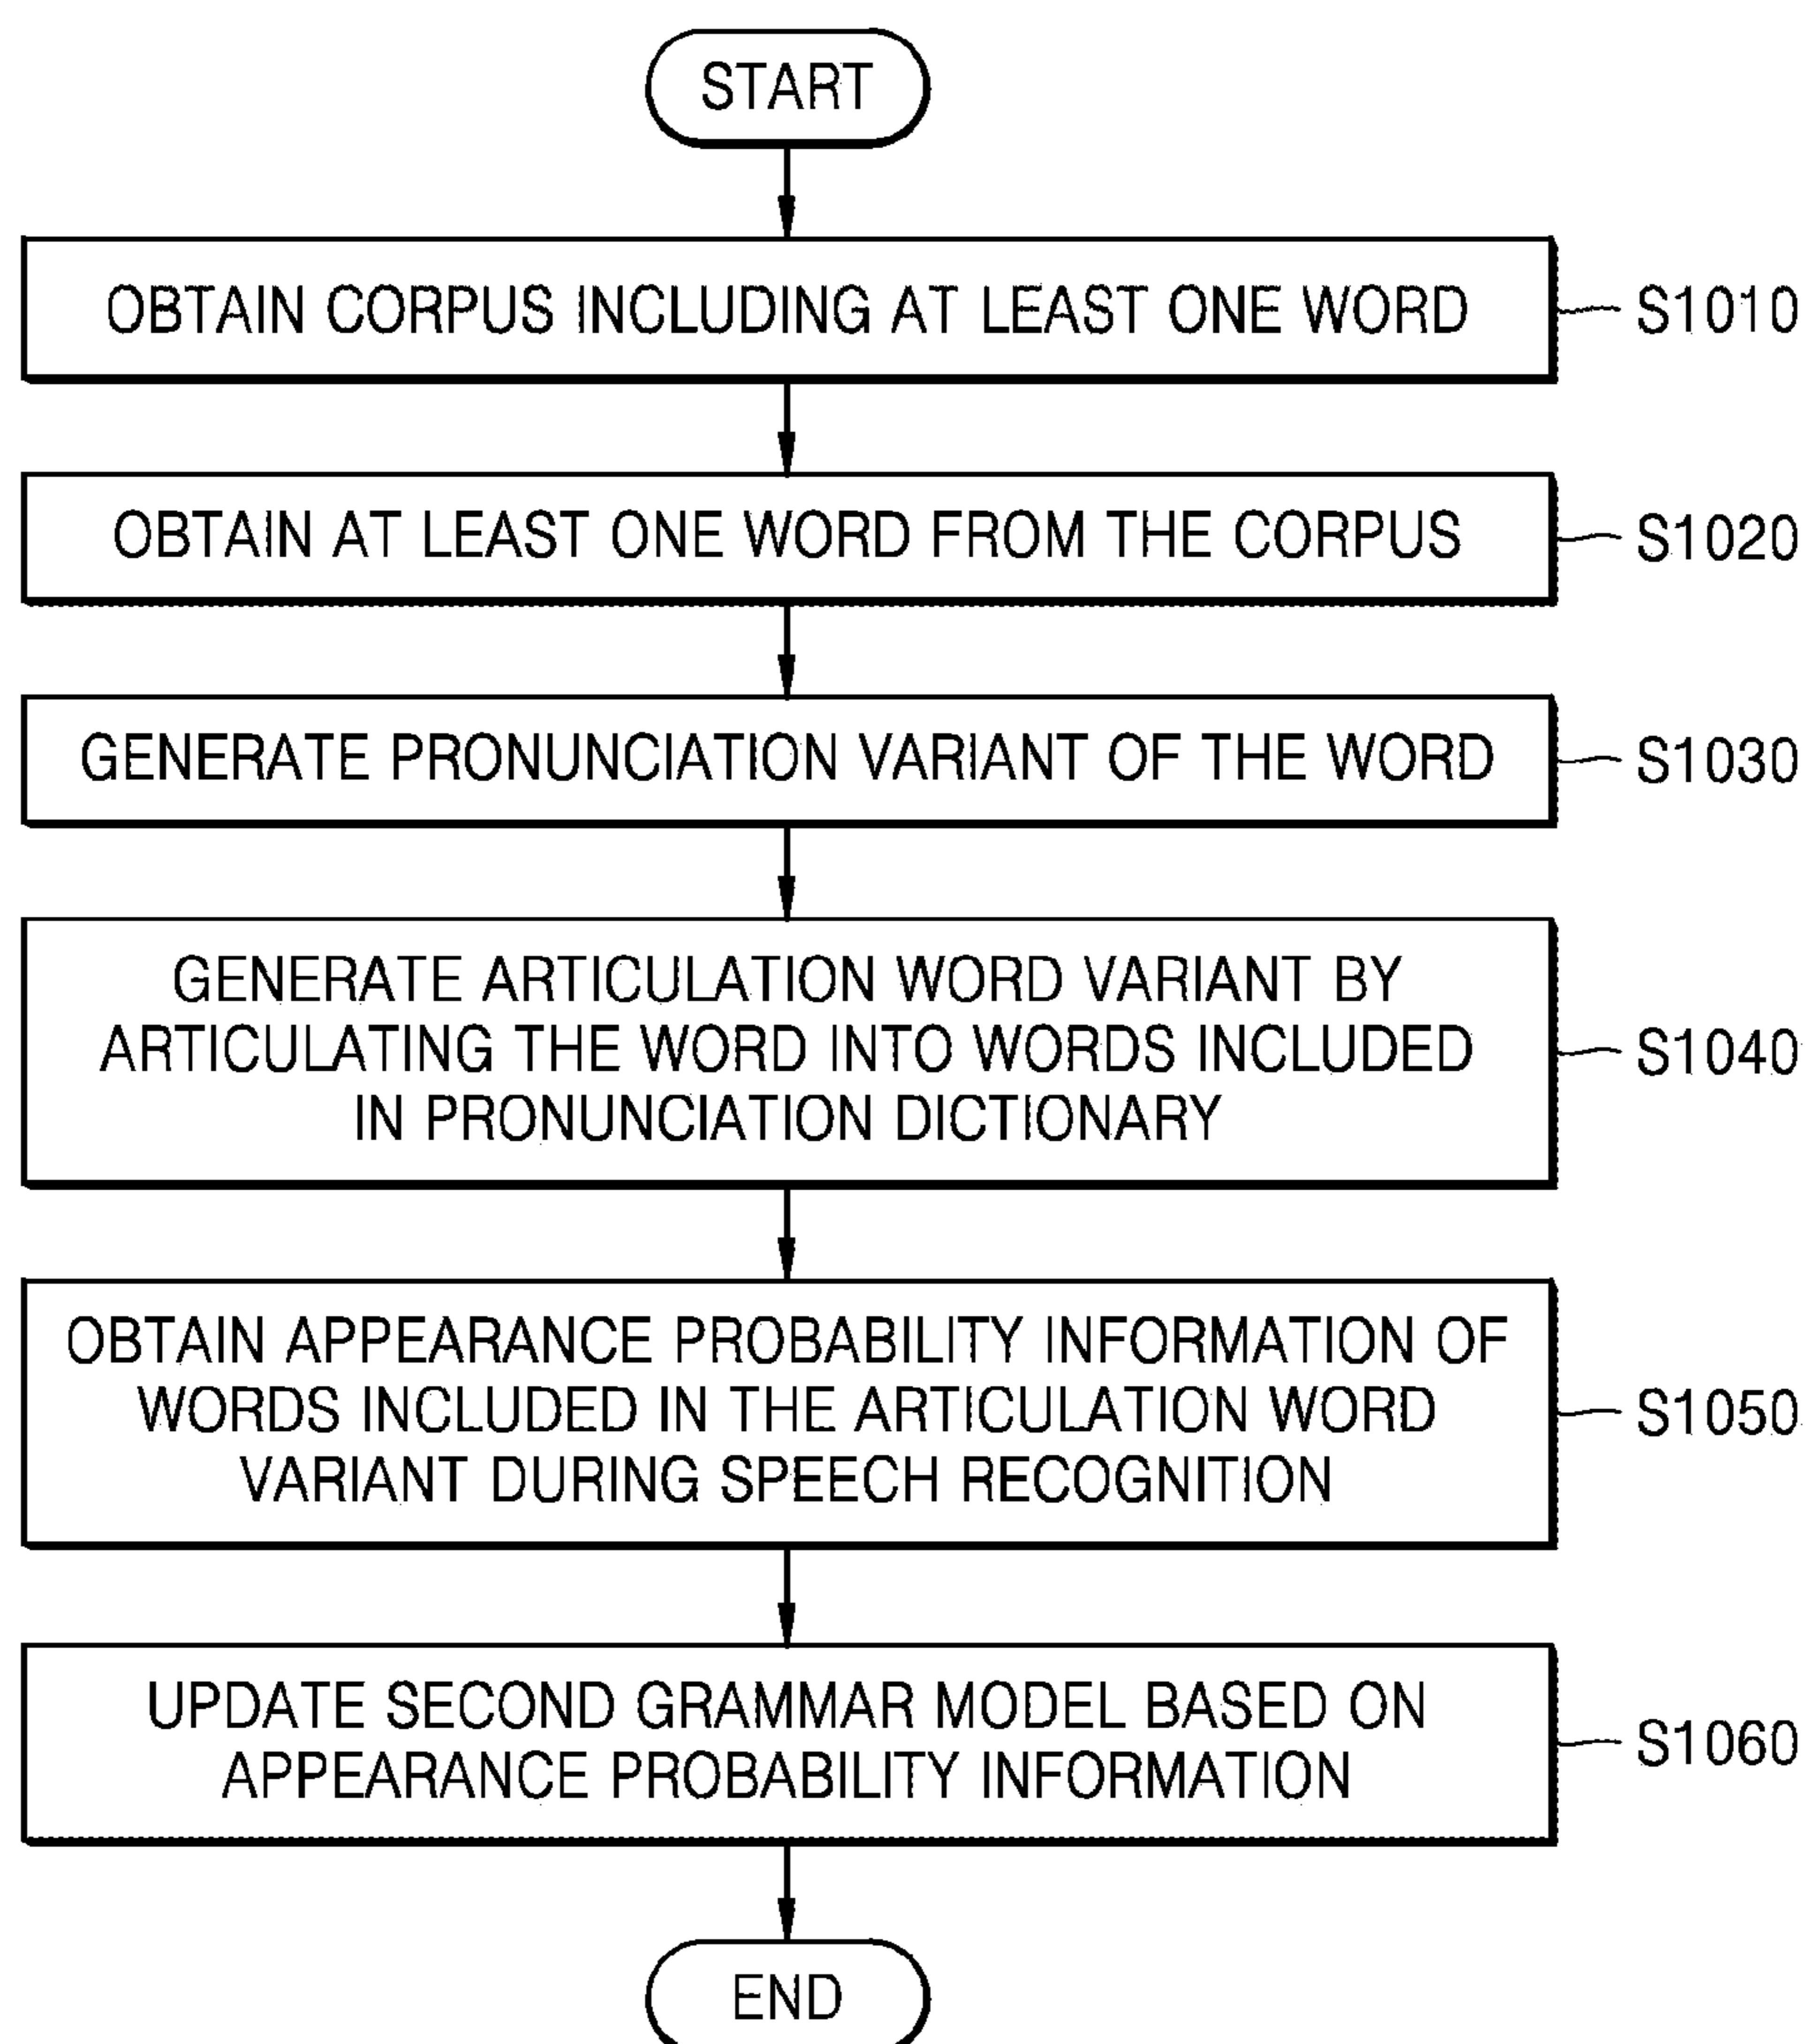 START
OBTAIN CORPUS INCLUDING AT LEAST ONE WORD
S1010
OBTAIN AT LEAST ONE WORD FROM THE CORPUS
S1020
GENERATE PRONUNCIATION VARIANT OF THE WORD
S1030
GENERATE ARTICULATION WORD VARIANT BY
ARTICULATING THE WORD INTO WORDS INCLUDED
IN PRONUNCIATION DICTIONARY
S1040
OBTAIN APPEARANCE PROBABILITY INFORMATION OF
WORDS INCLUDED IN THE ARTICULATION WORD
VARIANT DURING SPEECH RECOGNITION
S1050
UPDATE SECOND GRAMMAR MODEL BASED ON
APPEARANCE PROBABILITY INFORMATION
S1060
END